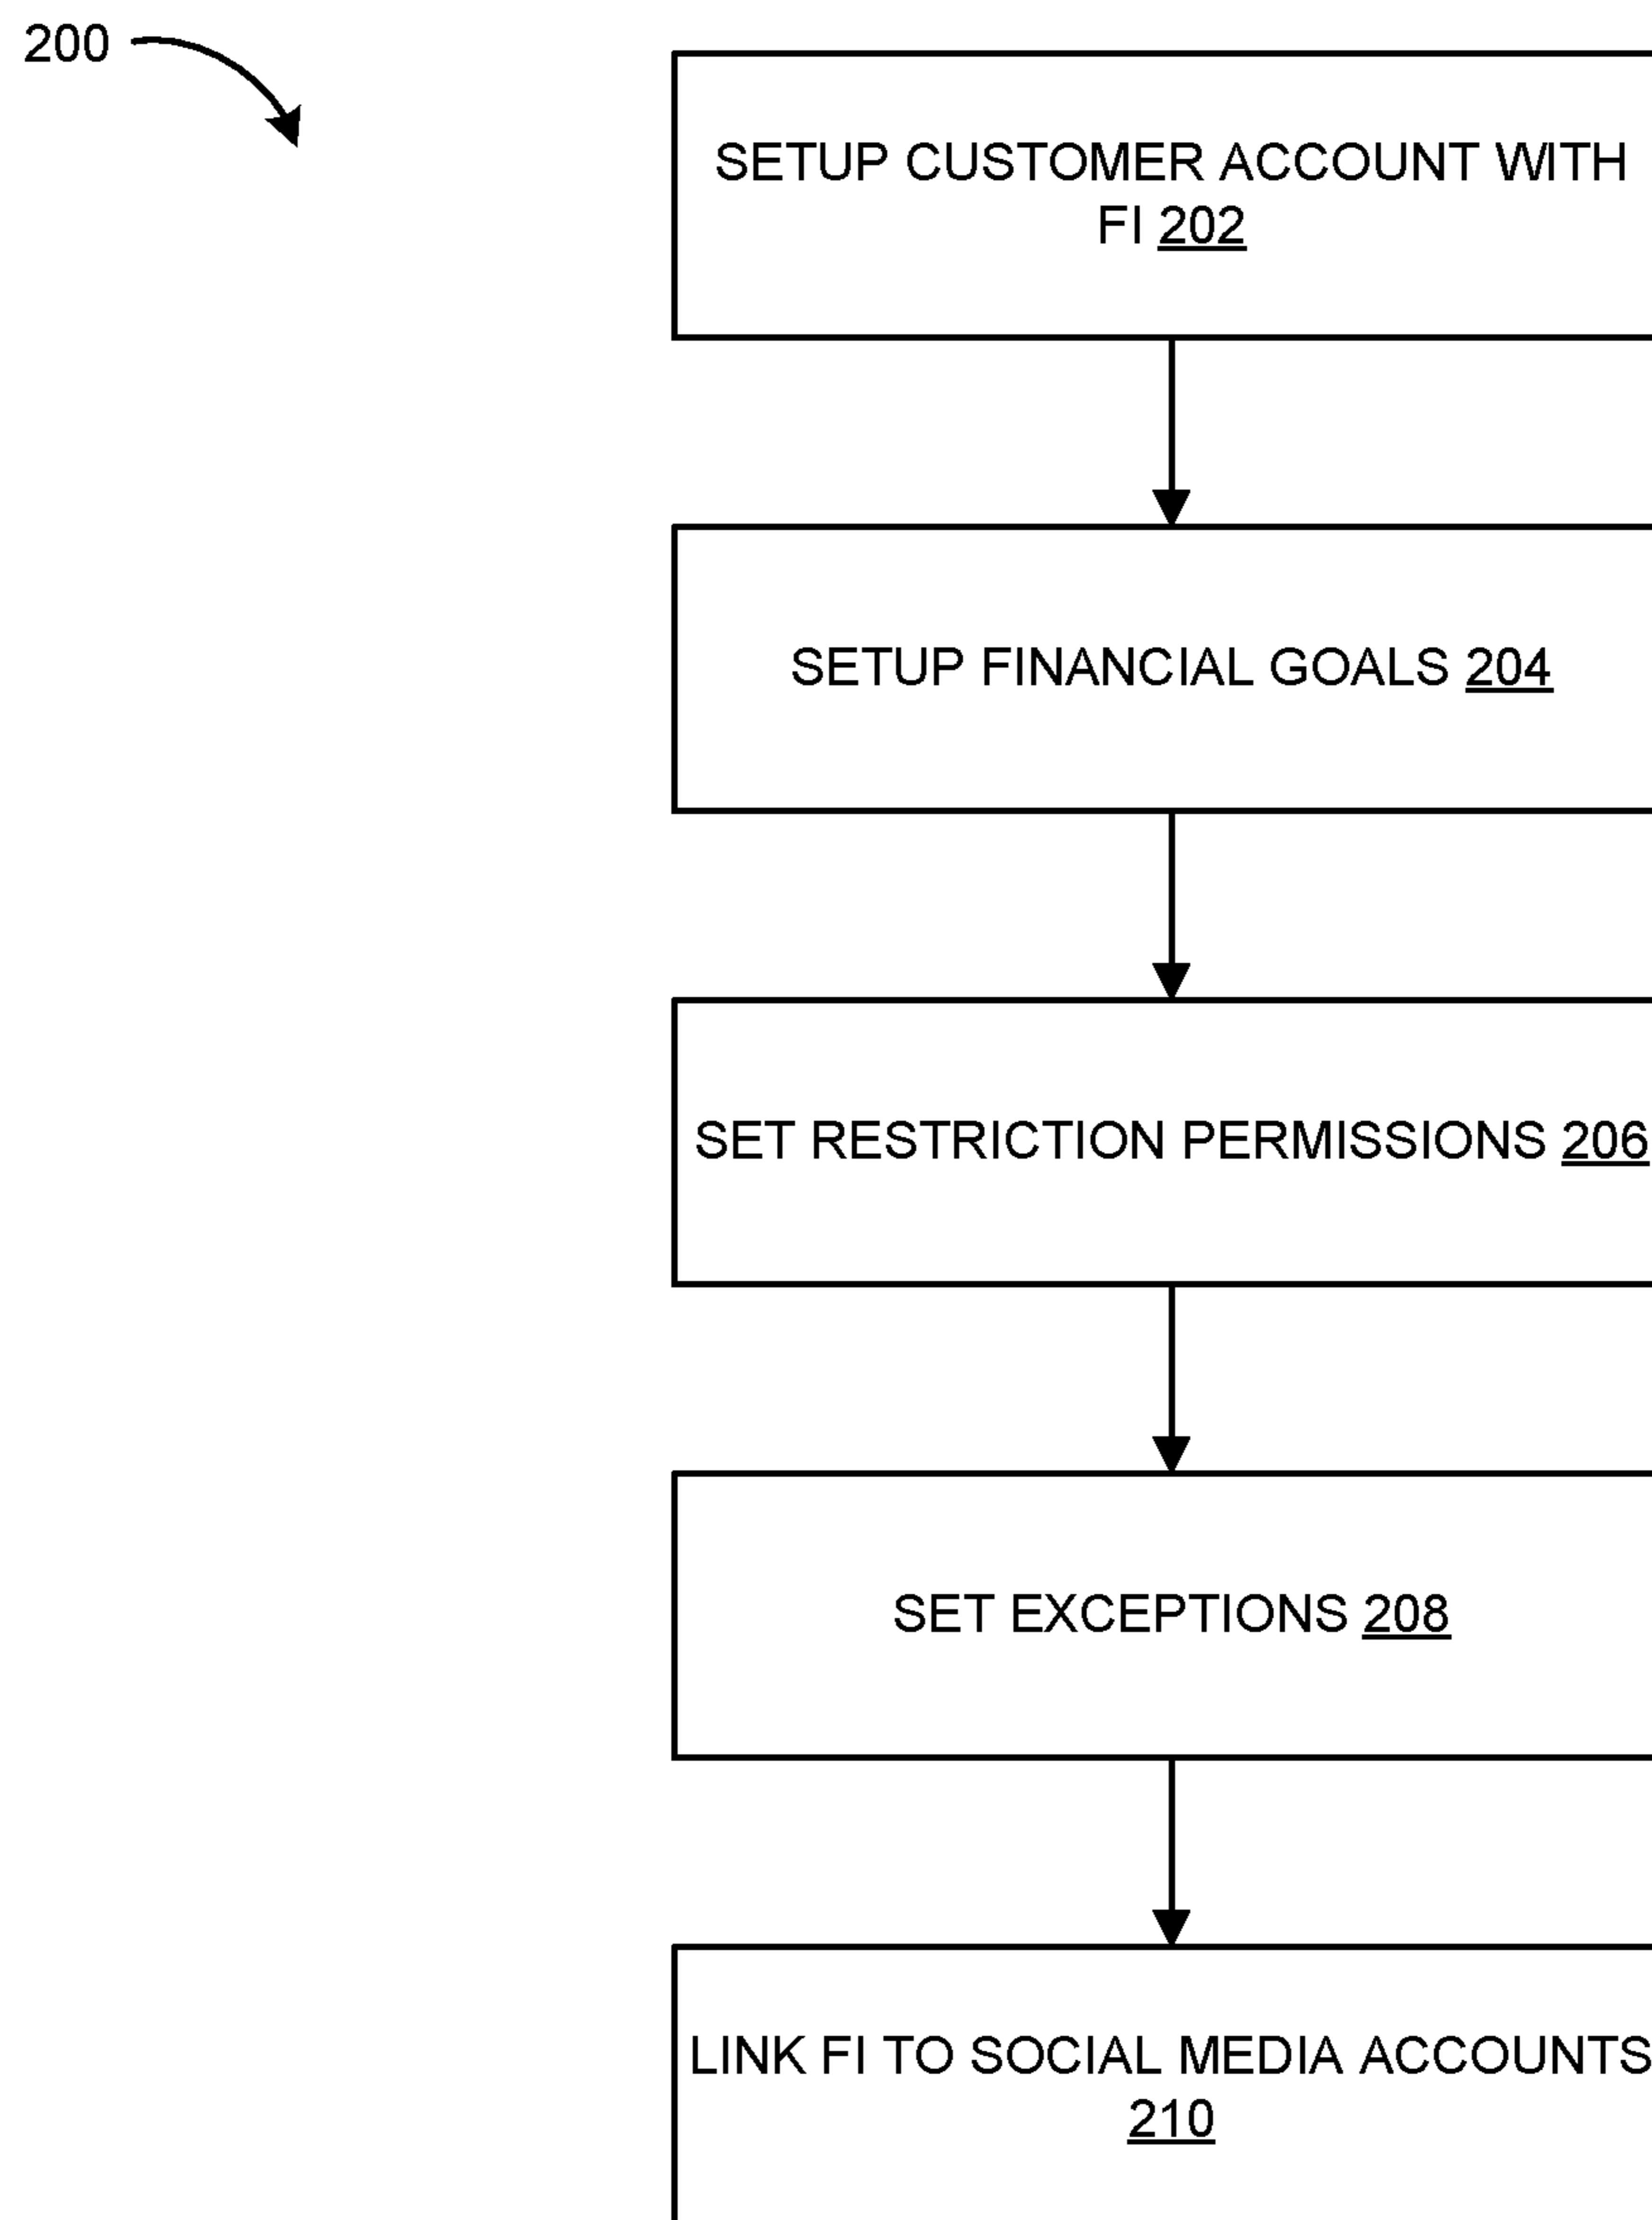 200
SETUP CUSTOMER ACCOUNT WITH
FI 202
SETUP FINANCIAL GOALS 204
SET RESTRICTION PERMISSIONS 206
SET EXCEPTIONS 208
LINK FI TO SOCIAL MEDIA ACCOUNTS
210